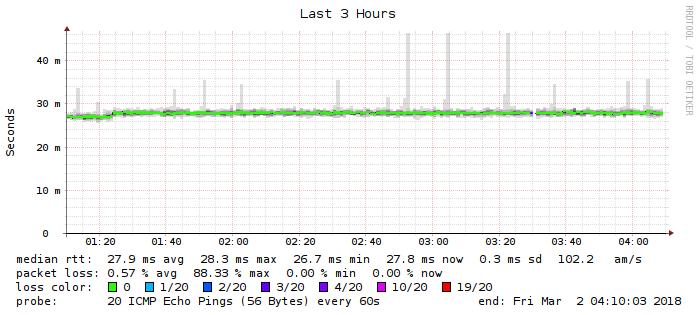 Last 3 Hours
RRDTOOL / TOBI OETIKER
Seconds
40 m
30 m
20 m
10 m
0
01:20 01:40 02:00 02:20 02:40 03:00 03:20 03:40 04:00
median rtt: 27.9 ms avg 28.3 ms max 26.7 ms min 27.8 ms now 0.3 ms sd 102.2 am/s
packet loss: 0.57 % avg 88.33 % max 0.00 % min 0.00 % now
loss color: 0 1/20 2/20 3/20 4/20 10/20 19/20
probe: 20 ICMP Echo Pings (56 Bytes) every 60s end: Fri Mar 2 04:10:03 2018